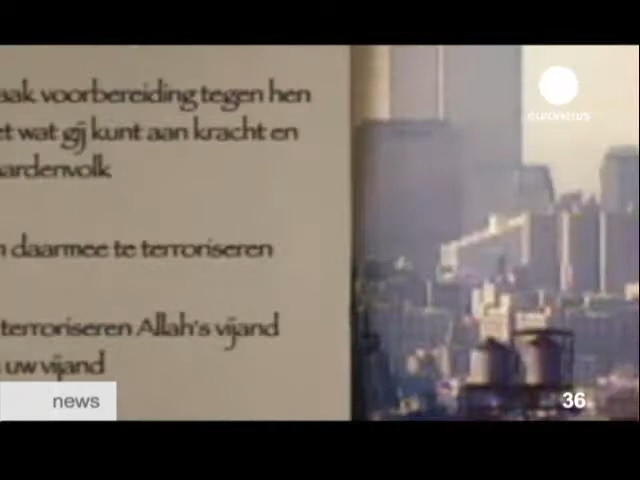 aak voorbereiding tegen hen
et wat gij kunt aan kracht en
aardenvolk
n daarmee te terroriseren
terroriseren Allah's vijand
uw vijand
euronews
news
36